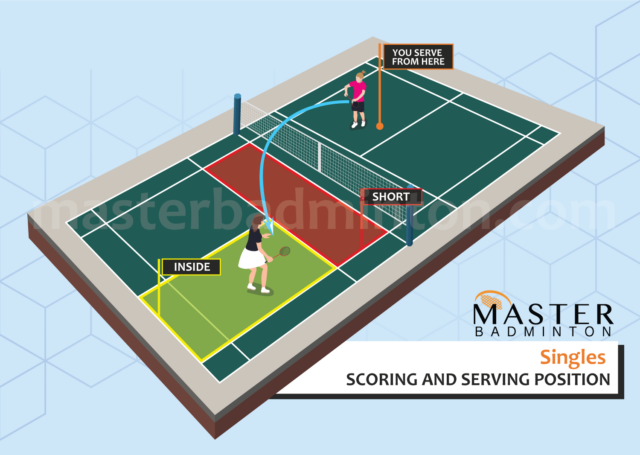 YOU SERVE
FROM HERE
SHORT
masterbadminton.com
INSIDE
MASTER
BADMINTON
Singles
SCORING AND SERVING POSITION